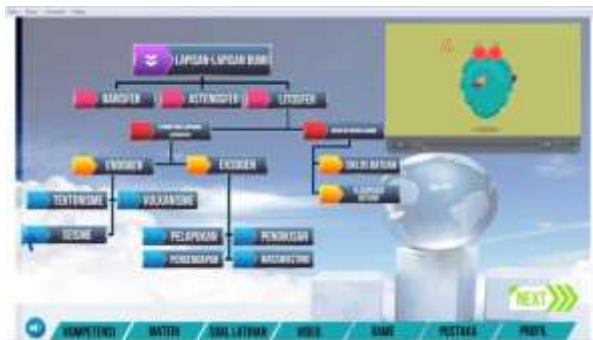 LAPISAN-LAPISAN BUMI
BARISFER
ASTENOSFER
LITOSFER
ENDOGEN
EKSOGEN
SIKLUS BATUAN
TEKTONISME
VULKANISME
SEISME
PELAPUKAN
PENGIKISAN
PENGENDAPAN
MASSWASTING
NEXT
KOMPETENSI
MATERI
SOAL LATIHAN
VIDEO
GAME
PUSTAKA
PROFIL